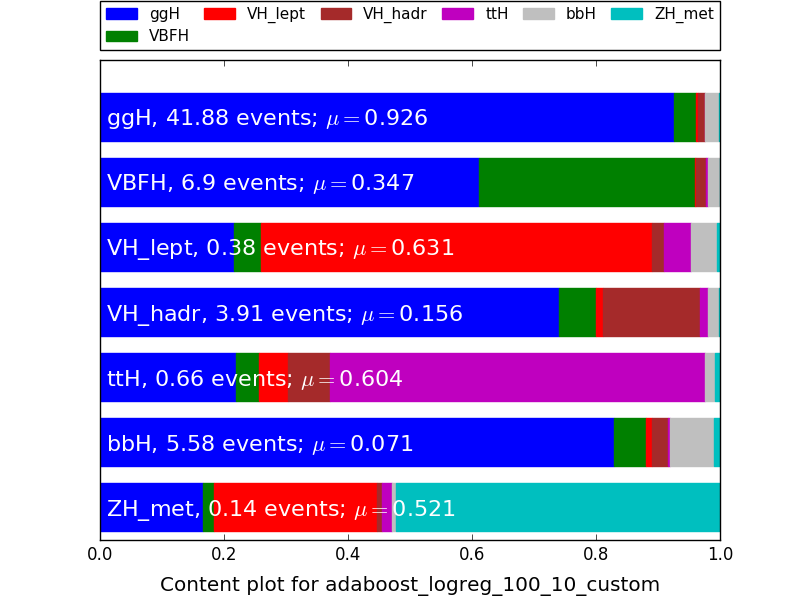 ggH VH_lept VH_hadr ttH bbH ZH_met
VBFH
ggH, 41.88 events; μ = 0.926
VBFH, 6.9 events; μ = 0.347
VH_lept, 0.38 events; μ = 0.631
VH_hadr, 3.91 events; μ = 0.156
ttH, 0.66 events; μ = 0.604
bbH, 5.58 events; μ = 0.071
ZH_met, 0.14 events; μ = 0.521
0.0 0.2 0.4 0.6 0.8 1.0
Content plot for adaboost_logreg_100_10_custom